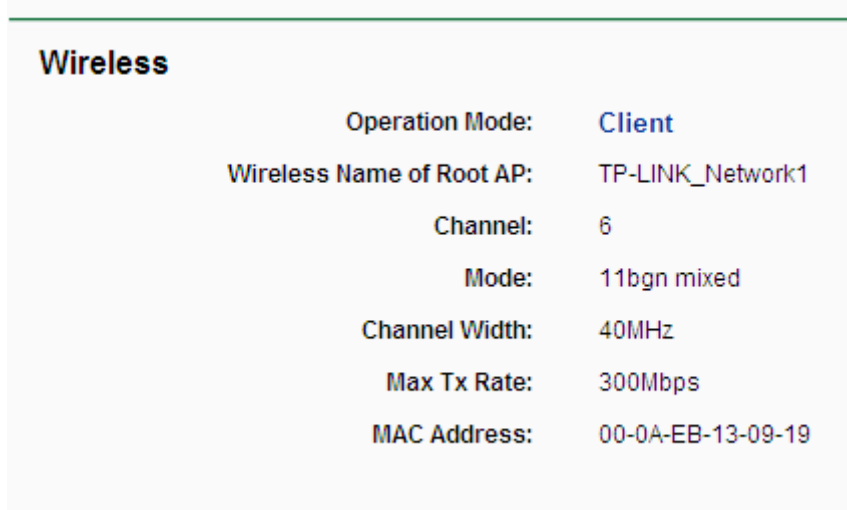 Wireless
Operation Mode: Client
Wireless Name of Root AP: TP-LINK_Network1
Channel: 6
Mode: 11bgn mixed
Channel Width: 40MHz
Max Tx Rate: 300Mbps
MAC Address: 00-0A-EB-13-09-19